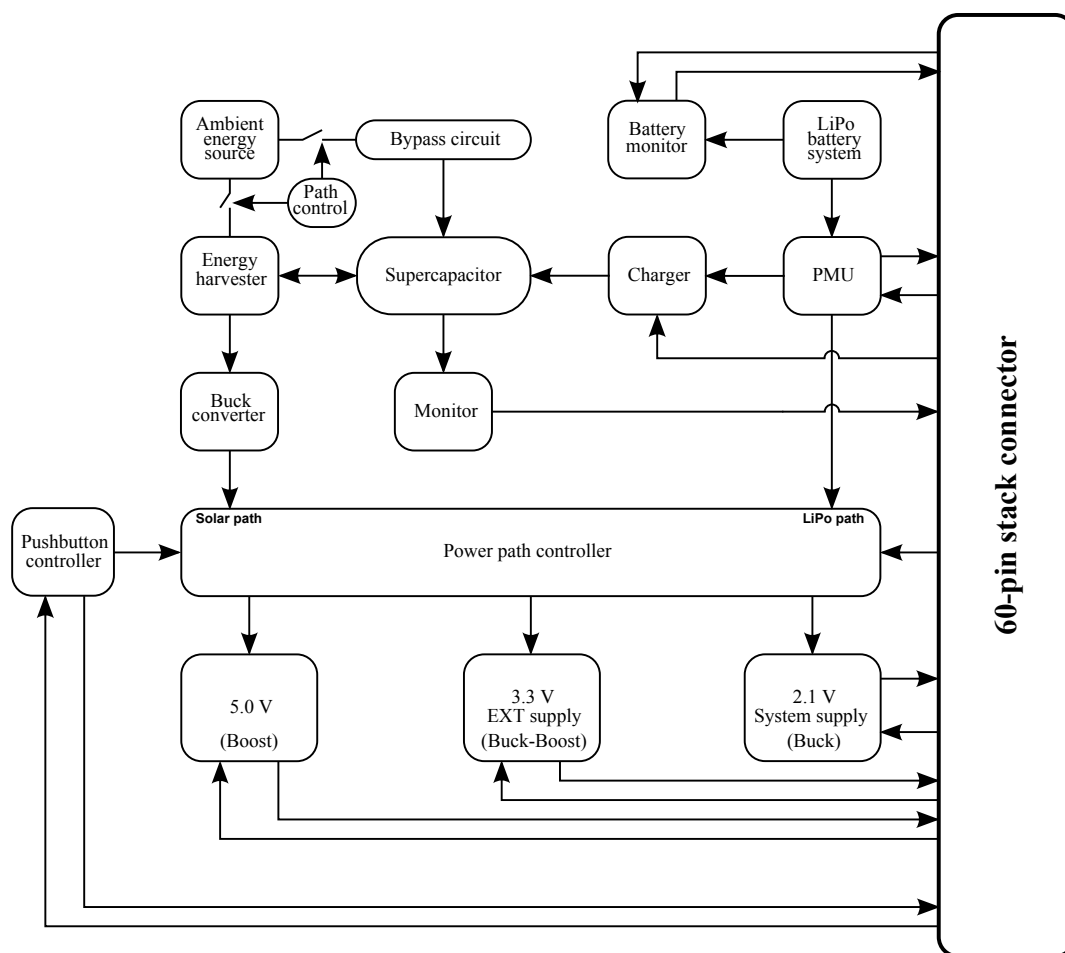 Ambient
energy
source
Bypass circuit
Battery
monitor
LiPo
battery
system
Path
control
Energy
harvester
Supercapacitor
Charger
PMU
Buck
converter
Monitor
60-pin stack connector
Solar path
LiPo path
Pushbutton
controller
Power path controller
5.0 V
(Boost)
3.3 V
EXT supply
(Buck-Boost)
2.1 V
System supply
(Buck)